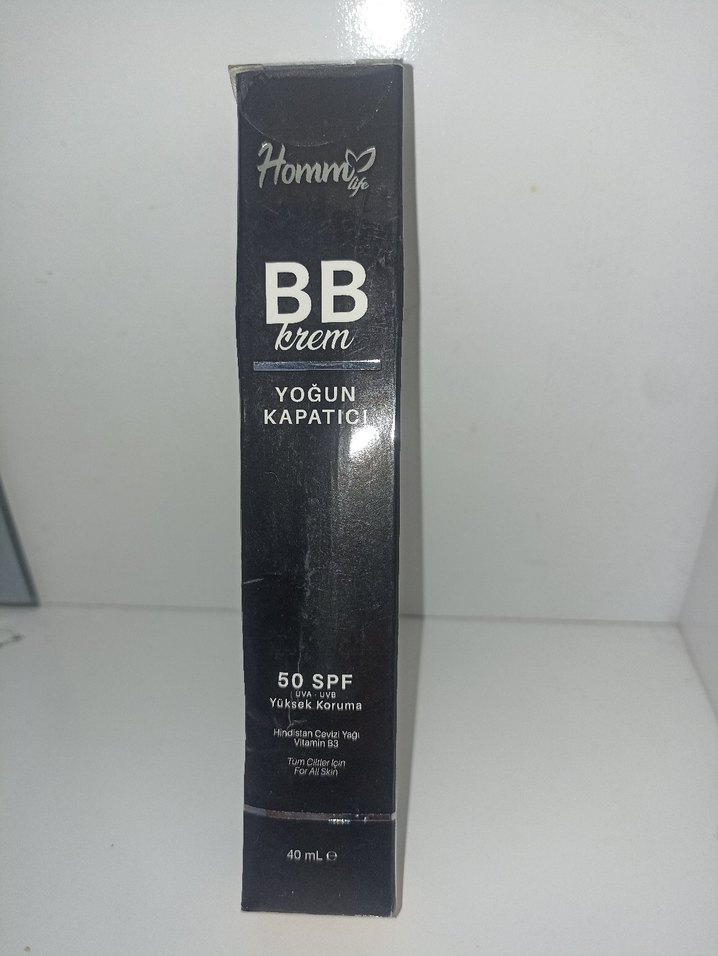 Homm
life
BB
krem
YOĞUN
KAPATICI
50 SPF
UVA - UVB
Yüksek Koruma
Hindistan Cevizi Yağı
Vitamin B3
Tüm Ciltler İçin
For All Skin
40 mL ℮